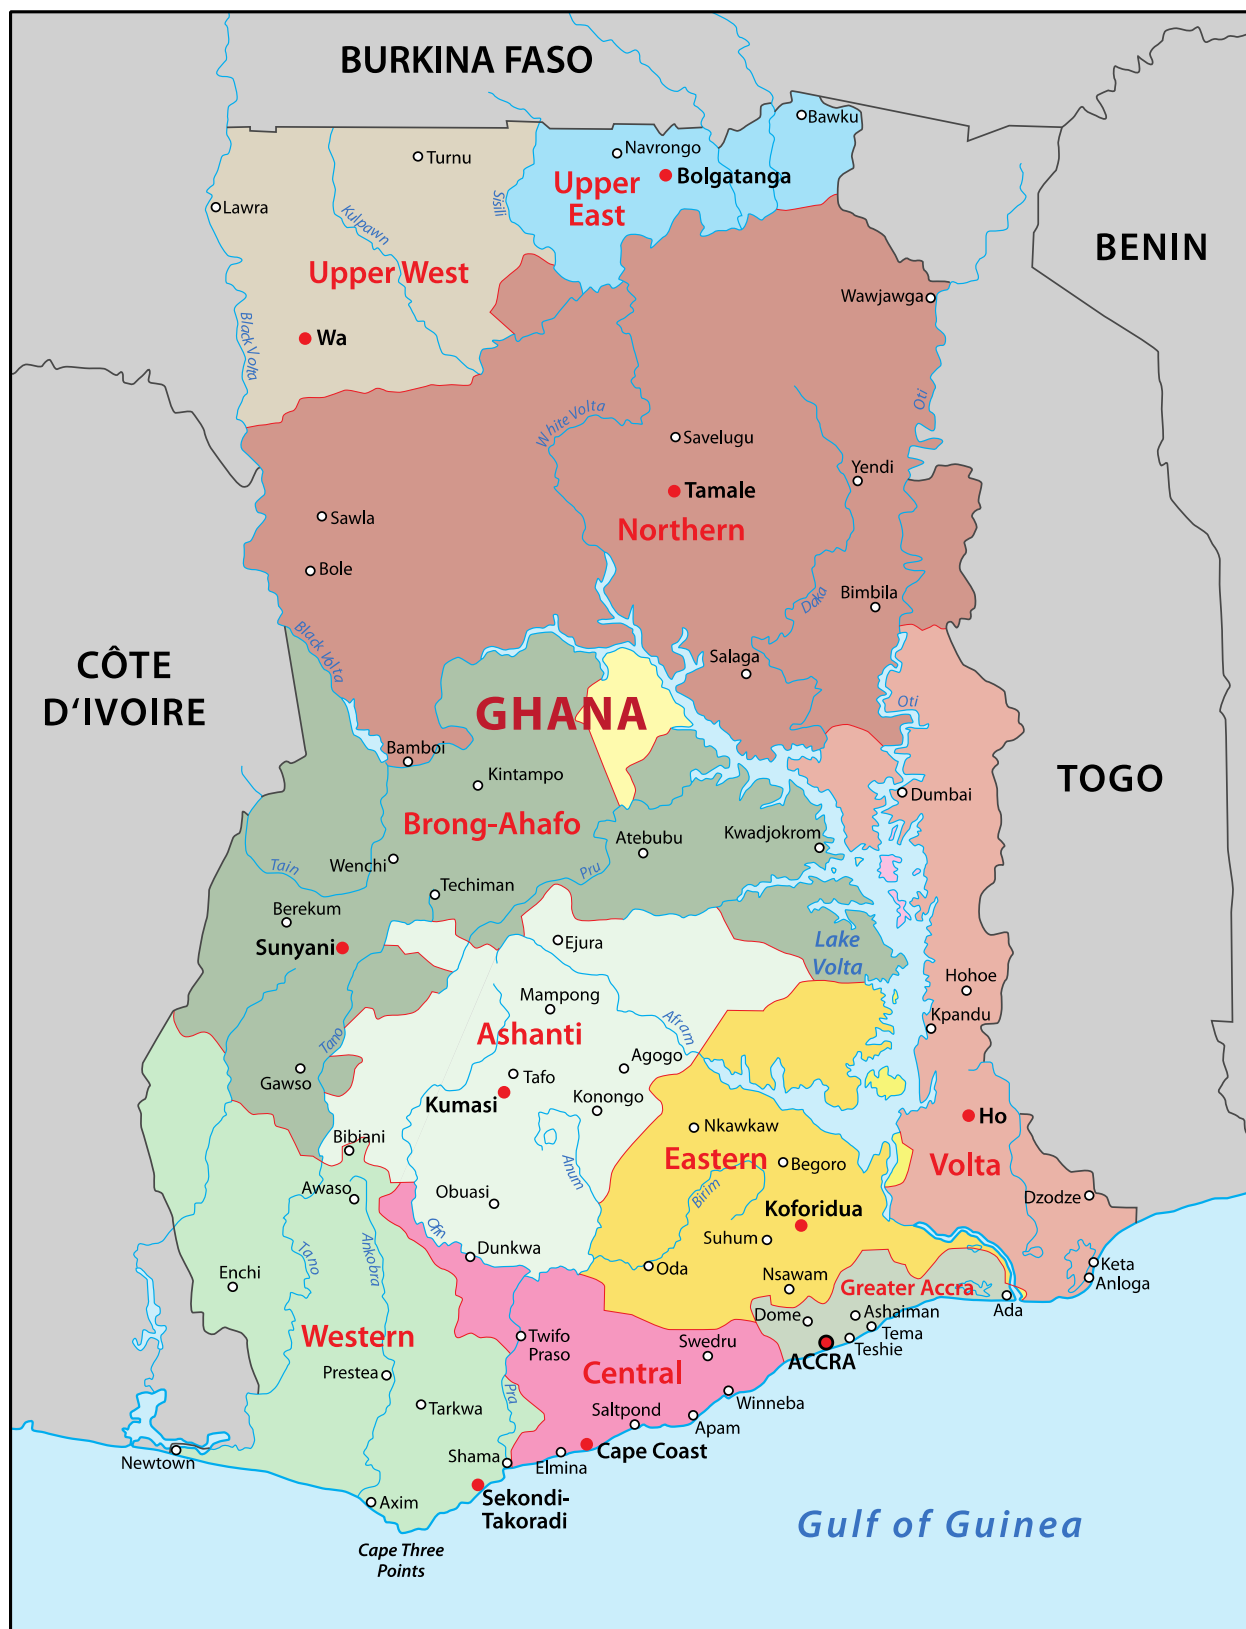 BURKINA FASO
Bawku
Navrongo
Turnu
Bolgatanga
Upper
East
Sisili
Lawra
Kulpawn
BENIN
Upper West
Wawjawga
Black Volta
Wa
Oti
White Volta
Savelugu
Yendi
Tamale
Sawla
Northern
Bole
Daka
Bimbila
Black Volta
Salaga
CÔTE
D‘IVOIRE
GHANA
Oti
Bamboi
Kintampo
TOGO
Dumbai
Brong-Ahafo
Atebubu
Kwadjokrom
Tain
Wenchi
Pru
Techiman
Berekum
Sunyani
Ejura
Lake
Volta
Hohoe
Mampong
Kpandu
Tano
Ashanti
Afram
Agogo
Gawso
Tafo
Kumasi
Konongo
Ho
Nkawkaw
Bibiani
Eastern
Begoro
Volta
Anum
Awaso
Obuasi
Birim
Dzodze
Koforidua
Ofin
Suhum
Tano
Ankobra
Dunkwa
Oda
Keta
Anloga
Enchi
Nsawam
Greater Accra
Ada
Dome
Ashaiman
Tema
Teshie
Western
Twifo
Praso
Swedru
ACCRA
Prestea
Central
Pra
Winneba
Tarkwa
Saltpond
Apam
Newtown
Shama
Elmina
Cape Coast
Axim
Sekondi-
Takoradi
Gulf of Guinea
Cape Three
Points